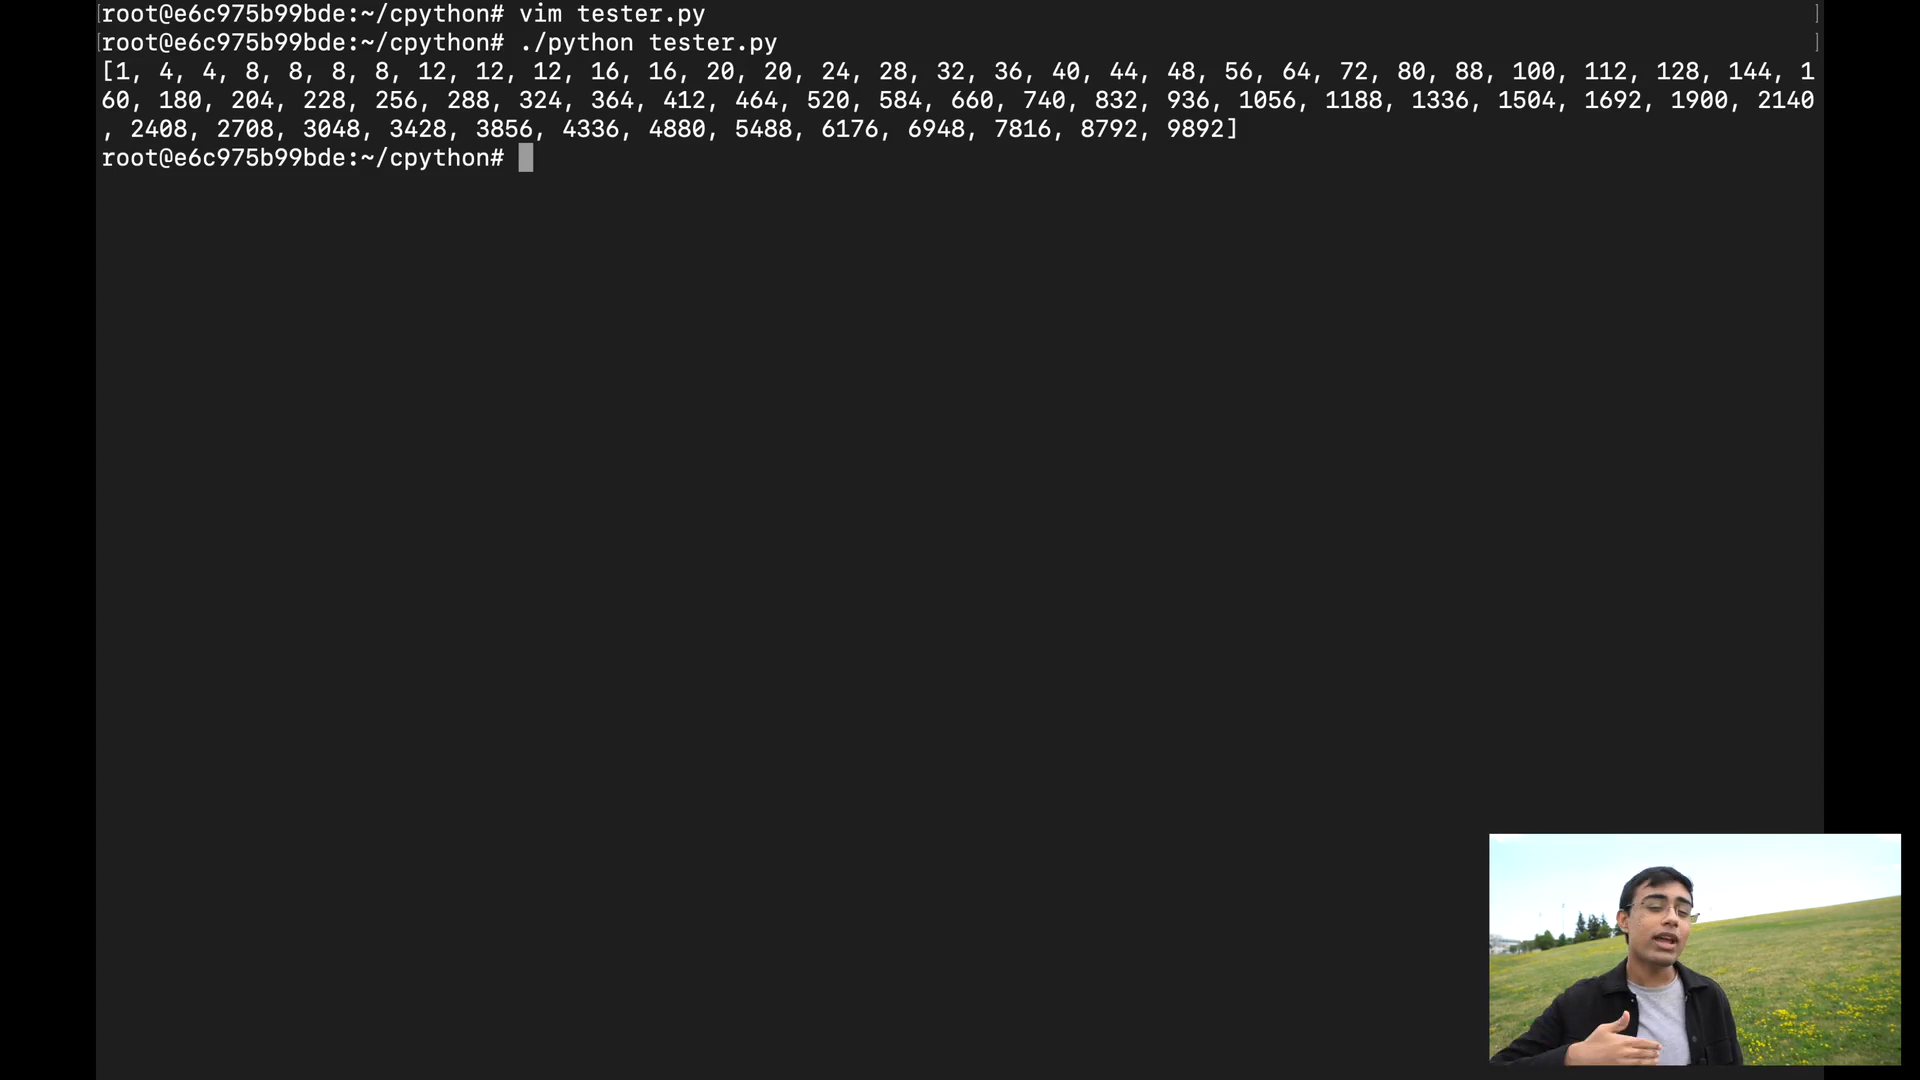 [root@e6c975b99bde:~/cpython# vim tester.py ]
[root@e6c975b99bde:~/cpython# ./python tester.py ]
[1, 4, 4, 8, 8, 8, 8, 12, 12, 12, 16, 16, 20, 20, 24, 28, 32, 36, 40, 44, 48, 56, 64, 72, 80, 88, 100, 112, 128, 144, 1
60, 180, 204, 228, 256, 288, 324, 364, 412, 464, 520, 584, 660, 740, 832, 936, 1056, 1188, 1336, 1504, 1692, 1900, 2140
, 2408, 2708, 3048, 3428, 3856, 4336, 4880, 5488, 6176, 6948, 7816, 8792, 9892]
root@e6c975b99bde:~/cpython#